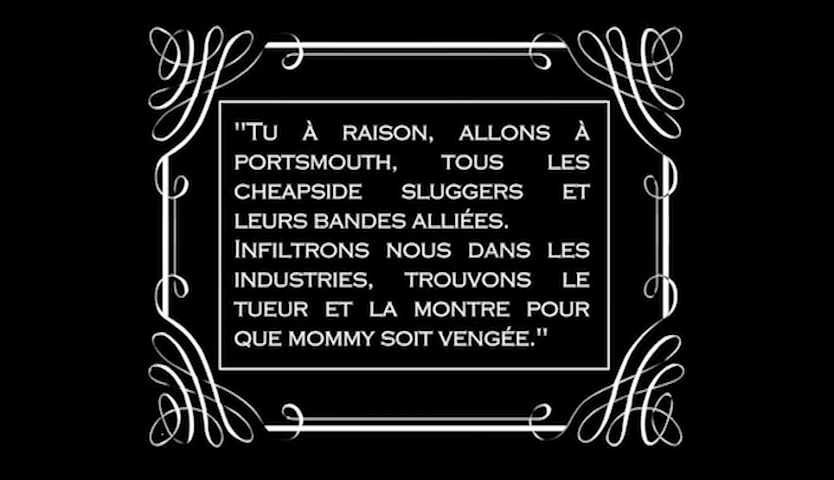 "Tu à raison, allons à
Portsmouth, tous les
Cheapside Sluggers et
leurs bandes alliées.
Infiltrons nous dans les
industries, trouvons le
tueur et la montre pour
que Mommy soit vengée."